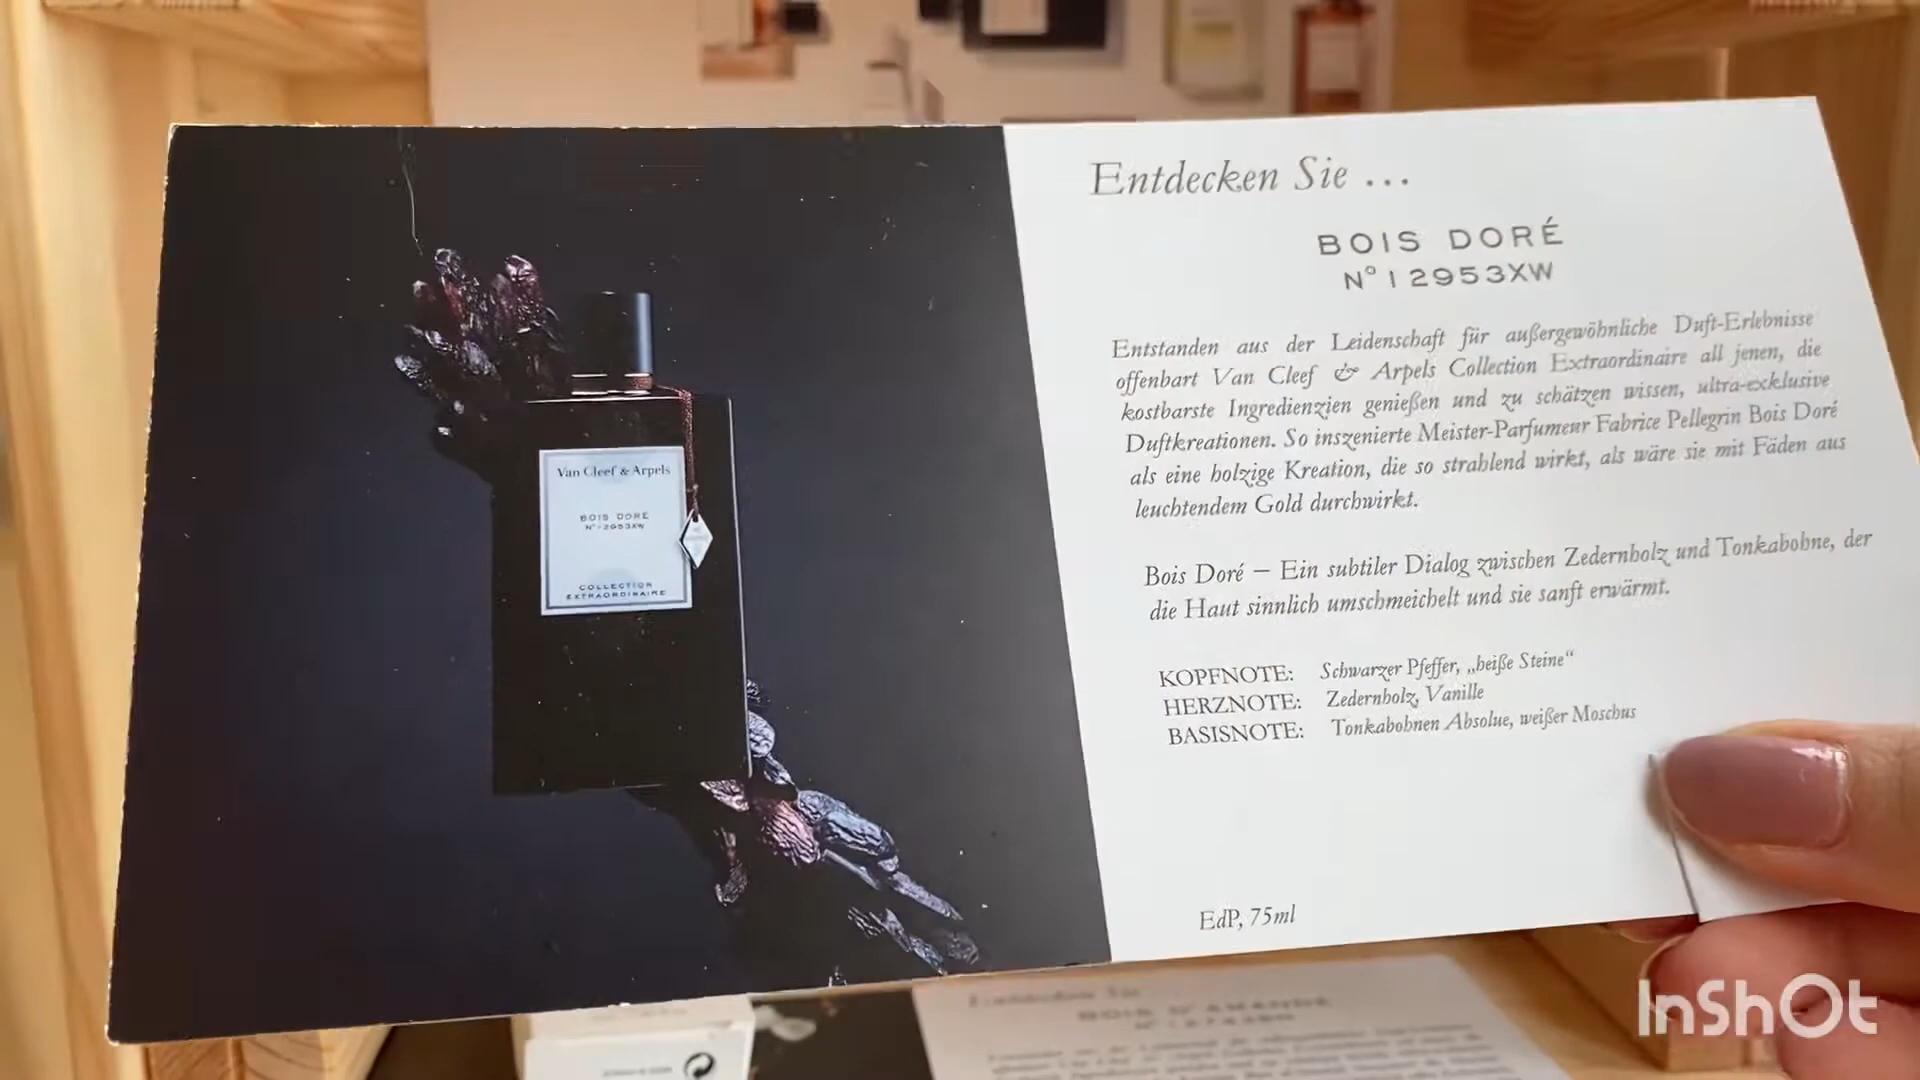 Van Cleef & Arpels
BOIS DORÉ
N°12953XW
COLLECTION
EXTRAORDINAIRE
Entdecken Sie ...
BOIS DORÉ
N° 12953XW
Entstanden aus der Leidenschaft für außergewöhnliche Duft-Erlebnisse
offenbart Van Cleef & Arpels Collection Extraordinaire all jenen, die
kostbarste Ingredienzien genießen und zu schätzen wissen, ultra-exklusive
Duftkreationen. So inszenierte Meister-Parfumeur Fabrice Pellegrin Bois Doré
als eine holzige Kreation, die so strahlend wirkt, als wäre sie mit Fäden aus
leuchtendem Gold durchwirkt.
Bois Doré – Ein subtiler Dialog zwischen Zedernholz und Tonkabohne, der
die Haut sinnlich umschmeichelt und sie sanft erwärmt.
KOPFNOTE: Schwarzer Pfeffer, „heiße Steine“
HERZNOTE: Zedernholz, Vanille
BASISNOTE: Tonkabohnen Absolue, weißer Moschus
EdP, 75ml
Entdecken Sie
BOIS D'AMANDE
InShOt